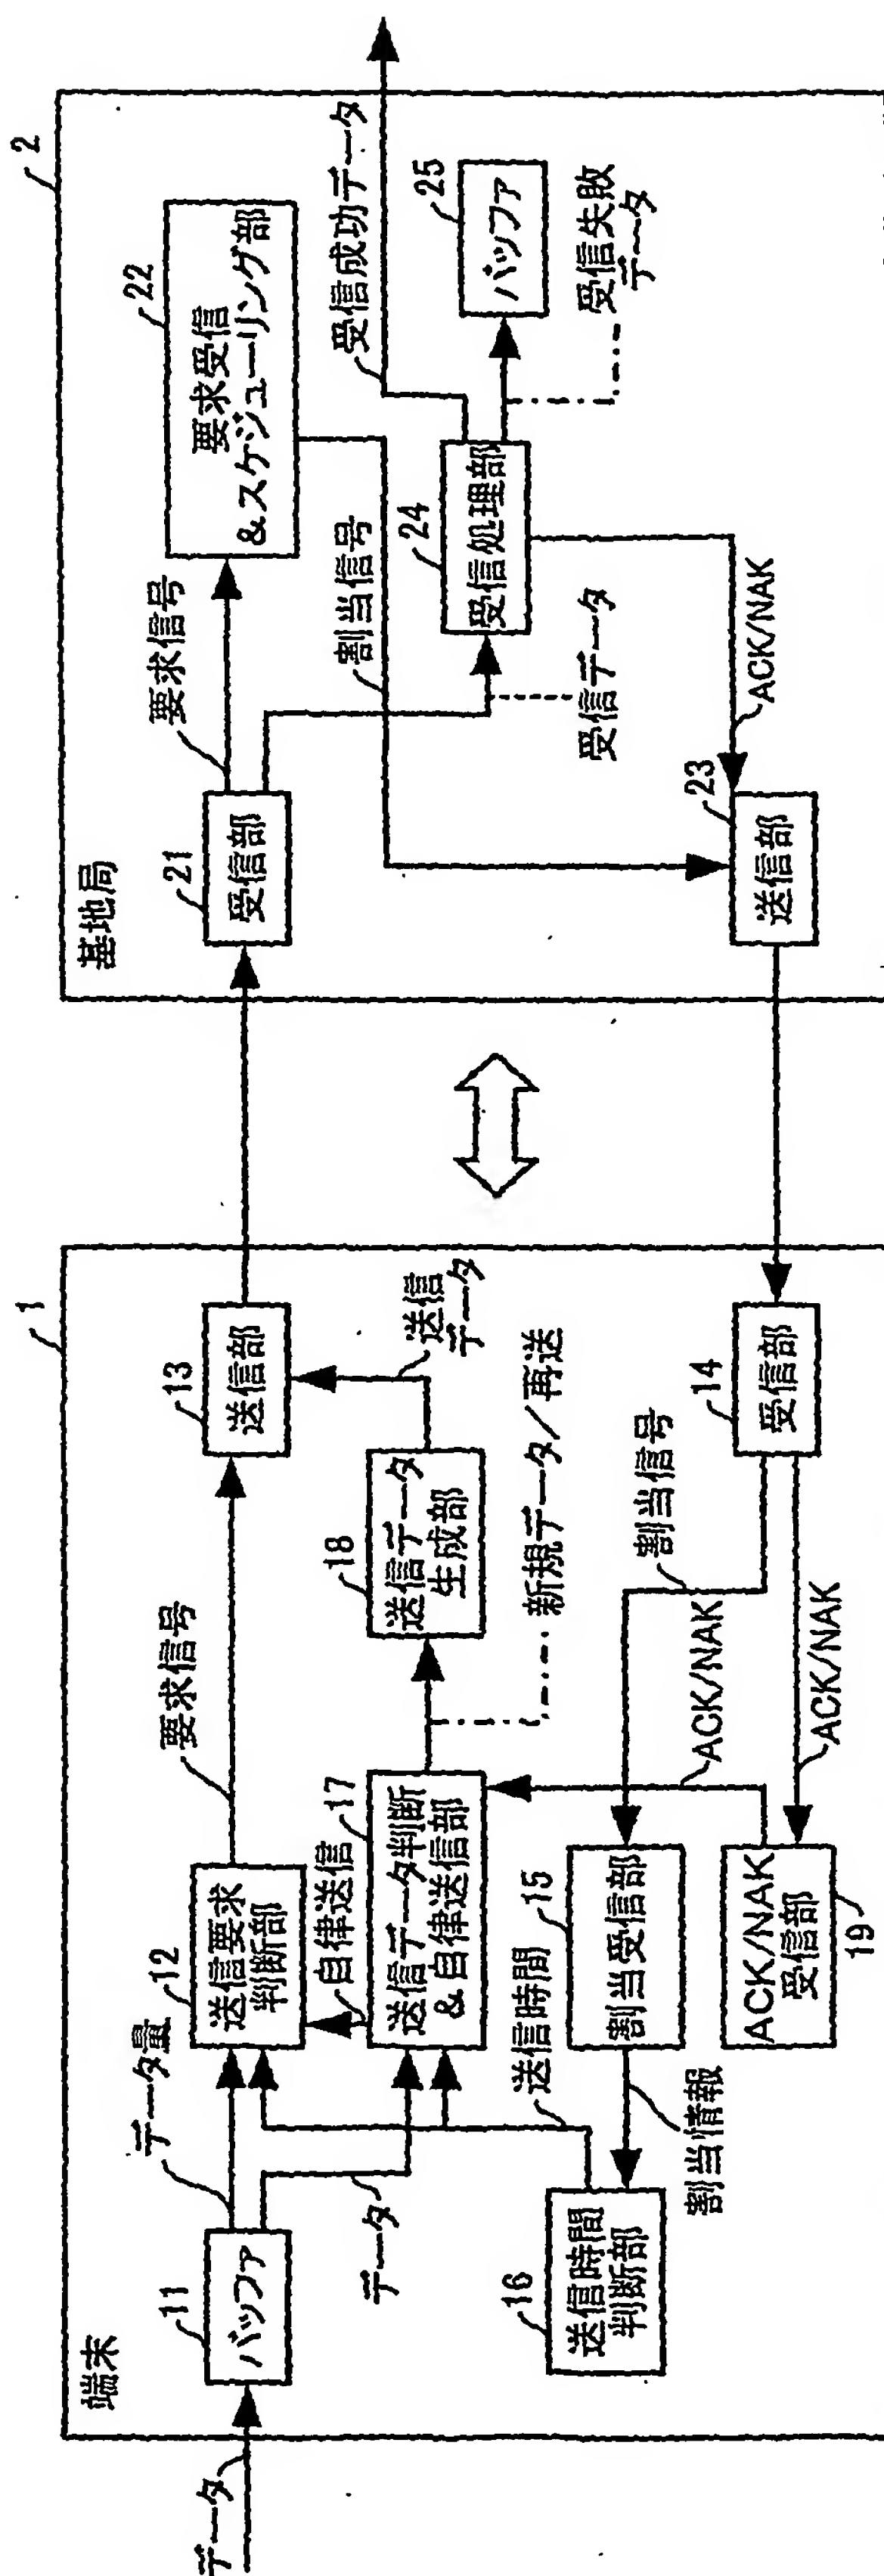 データ
端末
1
11
バッファ
データ量
データ
12
送信要求
判断部
要求信号
自律送信
17
送信データ判断
&自律送信部
新規データ/再送
18
送信データ
生成部
送信
データ
13
送信部
16
送信時間
判断部
送信時間
割当情報
15
割当受信部
割当信号
ACK/NAK
ACK/NAK
19
ACK/NAK
受信部
14
受信部
基地局
2
21
受信部
要求信号
22
要求受信
&スケジューリング部
割当信号
受信データ
24
受信処理部
受信成功データ
25
バッファ
受信失敗
データ
ACK/NAK
23
送信部